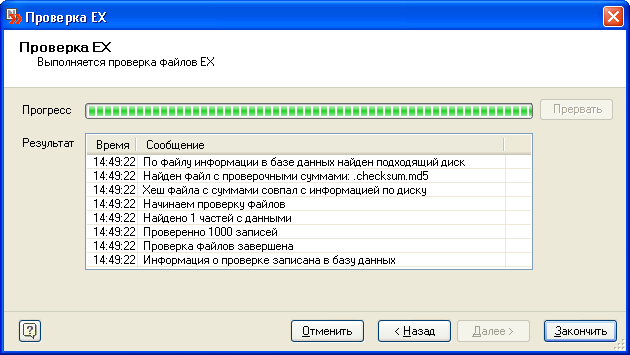 Проверка EX
Проверка EX
Выполняется проверка файлов EX
Прогресс
Прервать
Результат
Время Сообщение
14:49:22 По файлу информации в базе данных найден подходящий диск
14:49:22 Найден файл с проверочными суммами: .checksum.md5
14:49:22 Хеш файла с суммами совпал с информацией по диску
14:49:22 Начинаем проверку файлов
14:49:22 Найдено 1 частей с данными
14:49:22 Проверенно 1000 записей
14:49:22 Проверка файлов завершена
14:49:22 Информация о проверке записана в базу данных
? Отменить < Назад Далее > Закончить